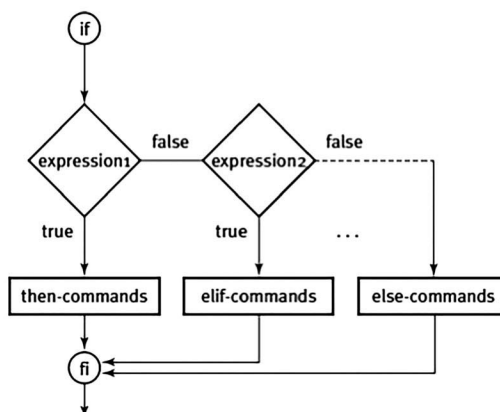 if
false
false
expression1
expression2
true
true
...
then-commands
elif-commands
else-commands
fi